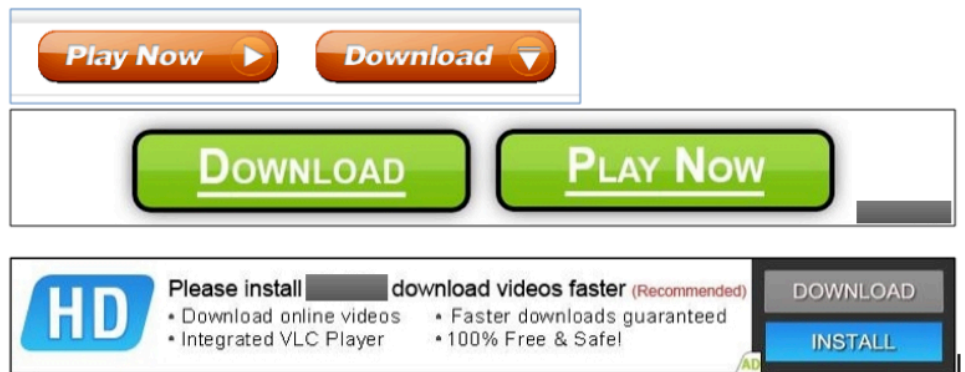 Play Now Download
DOWNLOAD PLAY NOW
HD
Please install download videos faster (Recommended)
• Download online videos • Faster downloads guaranteed
• Integrated VLC Player • 100% Free & Safe!
DOWNLOAD
INSTALL
AD